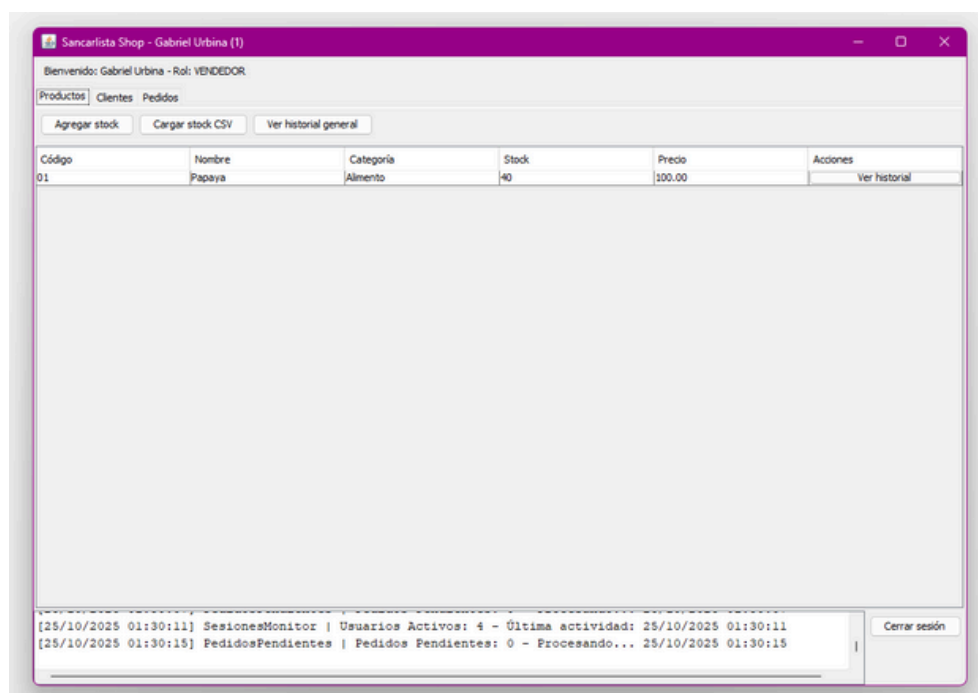 Sancarlista Shop - Gabriel Urbina (1)
Bienvenido: Gabriel Urbina - Rol: VENDEDOR
Productos Clientes Pedidos
Agregar stock Cargar stock CSV Ver historial general
Código Nombre Categoría Stock Precio Acciones
01 Papaya Alimento 40 100.00 Ver historial
[25/10/2025 01:30:11] SesionesMonitor | Usuarios Activos: 4 - Última actividad: 25/10/2025 01:30:11
Cerrar sesión
[25/10/2025 01:30:15] PedidosPendientes | Pedidos Pendientes: 0 - Procesando... 25/10/2025 01:30:15